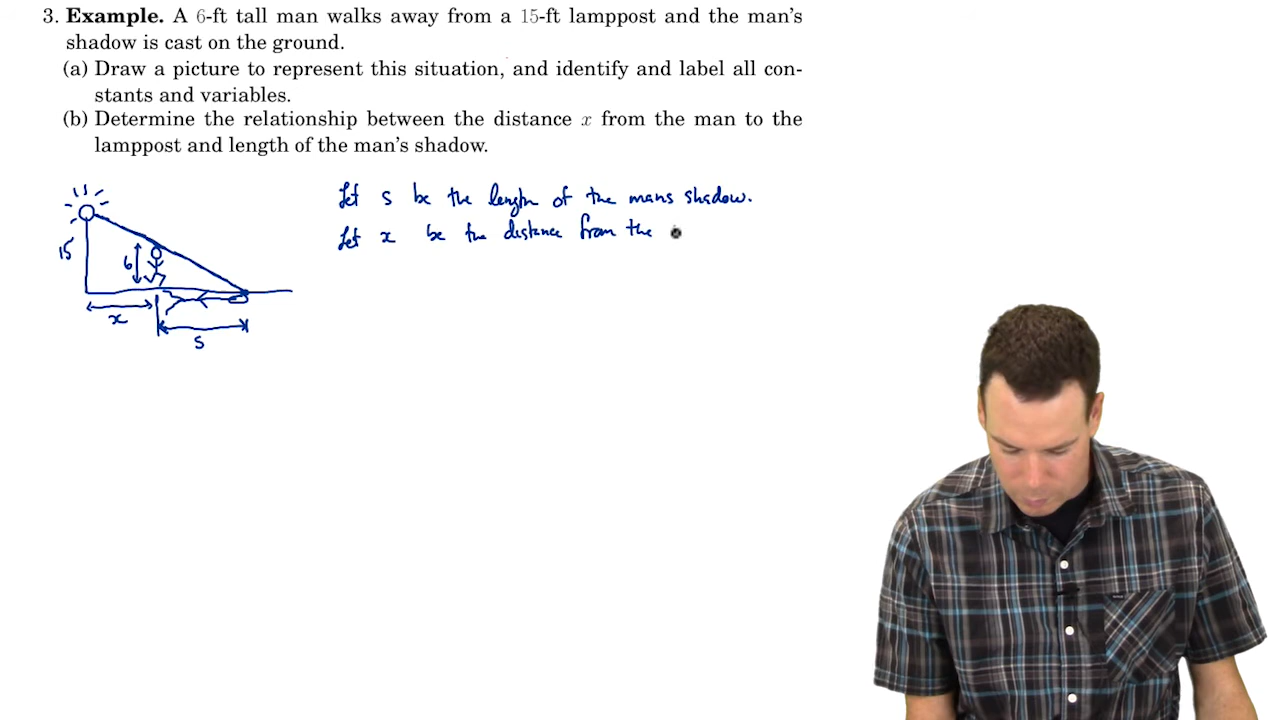 3. Example. A 6-ft tall man walks away from a 15-ft lamppost and the man's
shadow is cast on the ground.
(a) Draw a picture to represent this situation, and identify and label all con-
stants and variables.
(b) Determine the relationship between the distance x from the man to the
lamppost and length of the man's shadow.
Let s be the length of the mans shadow.
Let x be the distance from the
15
6
x
s